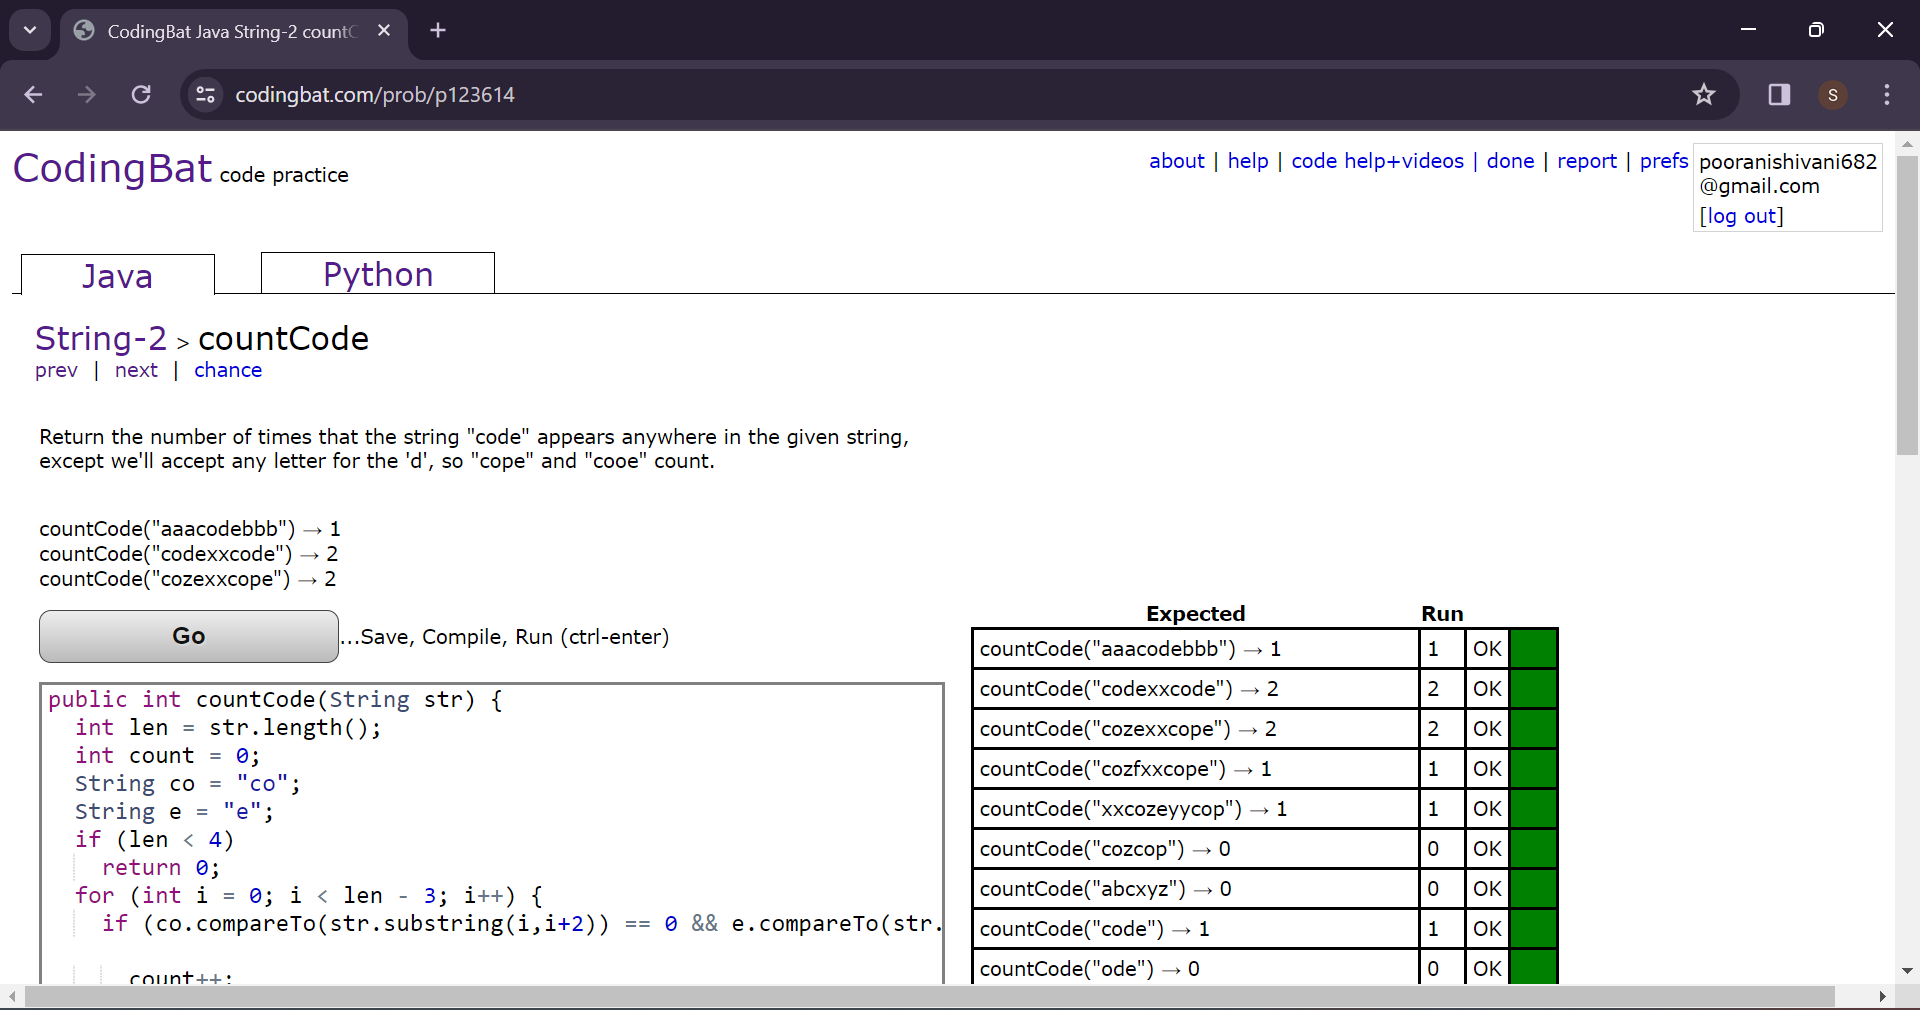 CodingBat Java String-2 count
codingbat.com/prob/p123614
S
CodingBat code practice
about | help | code help+videos | done | report | prefs
pooranishivani682
@gmail.com
[log out]
Java
Python
String-2 > countCode
prev | next | chance
Return the number of times that the string "code" appears anywhere in the given string,
except we'll accept any letter for the 'd', so "cope" and "cooe" count.
countCode("aaacodebbb") → 1
countCode("codexxcode") → 2
countCode("cozexxcope") → 2
Go
...Save, Compile, Run (ctrl-enter)
public int countCode(String str) {
int len = str.length();
int count = 0;
String co = "co";
String e = "e";
if (len < 4)
return 0;
for (int i = 0; i < len - 3; i++) {
if (co.compareTo(str.substring(i,i+2)) == 0 && e.compareTo(str.
count++;
Expected Run
countCode("aaacodebbb") → 1 1 OK
countCode("codexxcode") → 2 2 OK
countCode("cozexxcope") → 2 2 OK
countCode("cozfxxcope") → 1 1 OK
countCode("xxcozeyycop") → 1 1 OK
countCode("cozcop") → 0 0 OK
countCode("abcxyz") → 0 0 OK
countCode("code") → 1 1 OK
countCode("ode") → 0 0 OK